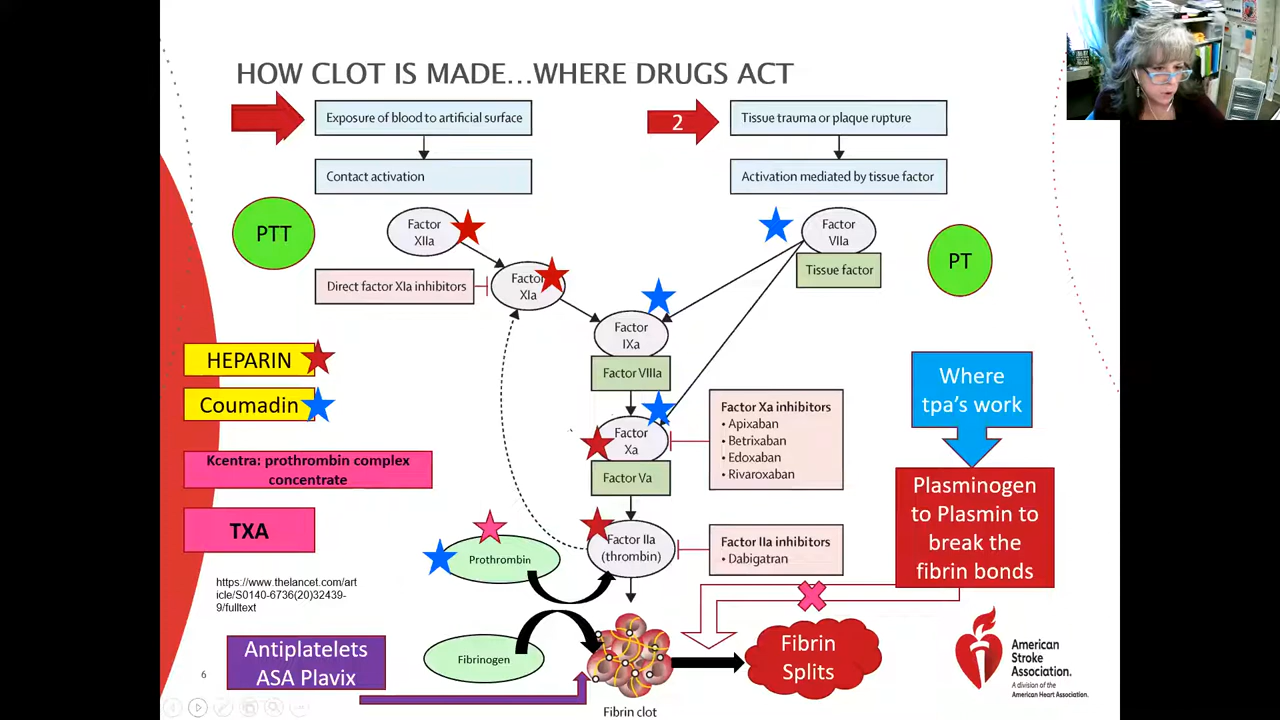 HOW CLOT IS MADE...WHERE DRUGS ACT
Exposure of blood to artificial surface
2
Tissue trauma or plaque rupture
Contact activation
Activation mediated by tissue factor
PTT
Factor
XIIa
Factor
VIIa
PT
Tissue factor
Direct factor XIa inhibitors
Factor
XIa
Factor
IXa
Factor VIIIa
HEPARIN
Coumadin
Where
tpa's work
Factor
Xa
Factor Xa inhibitors
• Apixaban
• Betrixaban
• Edoxaban
• Rivaroxaban
Factor Va
Kcentra: prothrombin complex
concentrate
TXA
Plasminogen
to Plasmin to
break the
fibrin bonds
Prothrombin
Factor IIa
(thrombin)
Factor IIa inhibitors
• Dabigatran
https://www.thelancet.com/art
icle/S0140-6736(20)32439-
9/fulltext
Antiplatelets
ASA Plavix
Fibrinogen
Fibrin
Splits
American
Stroke
Association.
A division of the
American Heart Association.
6
Fibrin clot